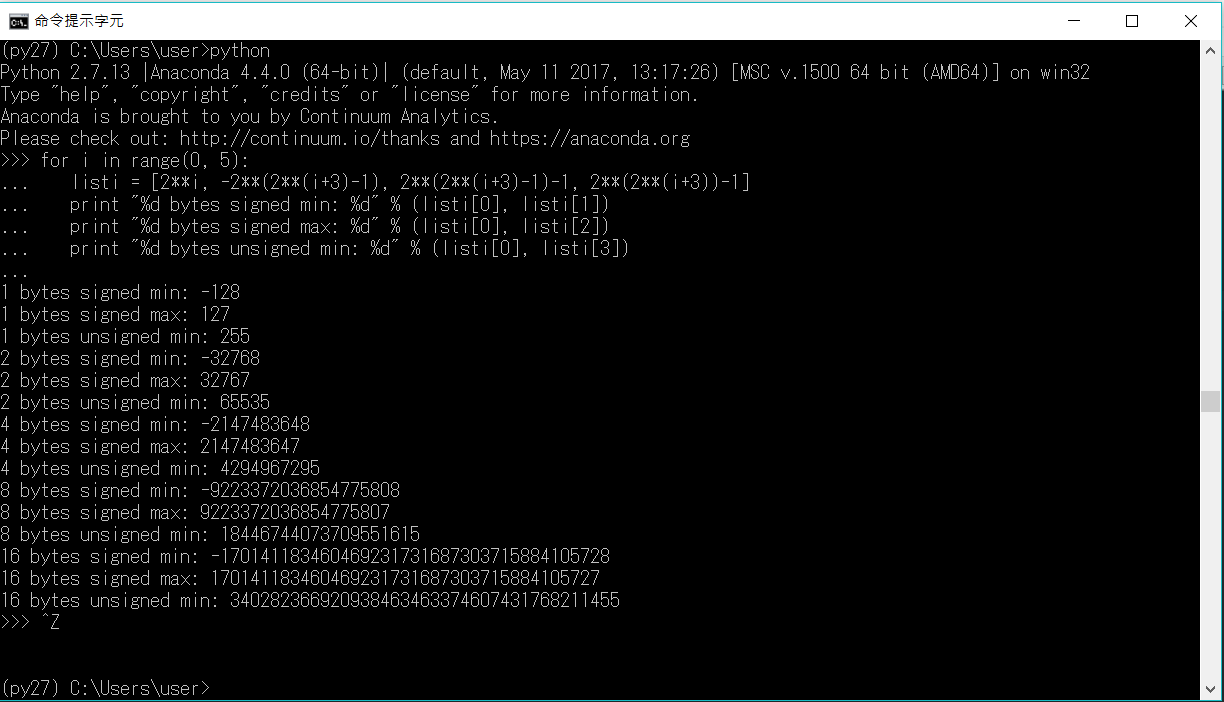 命令提示字元
(py27) C:\Users\user>python
Python 2.7.13 |Anaconda 4.4.0 (64-bit)| (default, May 11 2017, 13:17:26) [MSC v.1500 64 bit (AMD64)] on win32
Type "help", "copyright", "credits" or "license" for more information.
Anaconda is brought to you by Continuum Analytics.
Please check out: http://continuum.io/thanks and https://anaconda.org
>>> for i in range(0, 5):
...    listi = [2**i, -2**(2**(i+3)-1), 2**(2**(i+3)-1)-1, 2**(2**(i+3))-1]
...    print "%d bytes signed min: %d" % (listi[0], listi[1])
...    print "%d bytes signed max: %d" % (listi[0], listi[2])
...    print "%d bytes unsigned min: %d" % (listi[0], listi[3])
...
1 bytes signed min: -128
1 bytes signed max: 127
1 bytes unsigned min: 255
2 bytes signed min: -32768
2 bytes signed max: 32767
2 bytes unsigned min: 65535
4 bytes signed min: -2147483648
4 bytes signed max: 2147483647
4 bytes unsigned min: 4294967295
8 bytes signed min: -9223372036854775808
8 bytes signed max: 9223372036854775807
8 bytes unsigned min: 18446744073709551615
16 bytes signed min: -170141183460469231731687303715884105728
16 bytes signed max: 170141183460469231731687303715884105727
16 bytes unsigned min: 340282366920938463463374607431768211455
>>> ^Z
(py27) C:\Users\user>